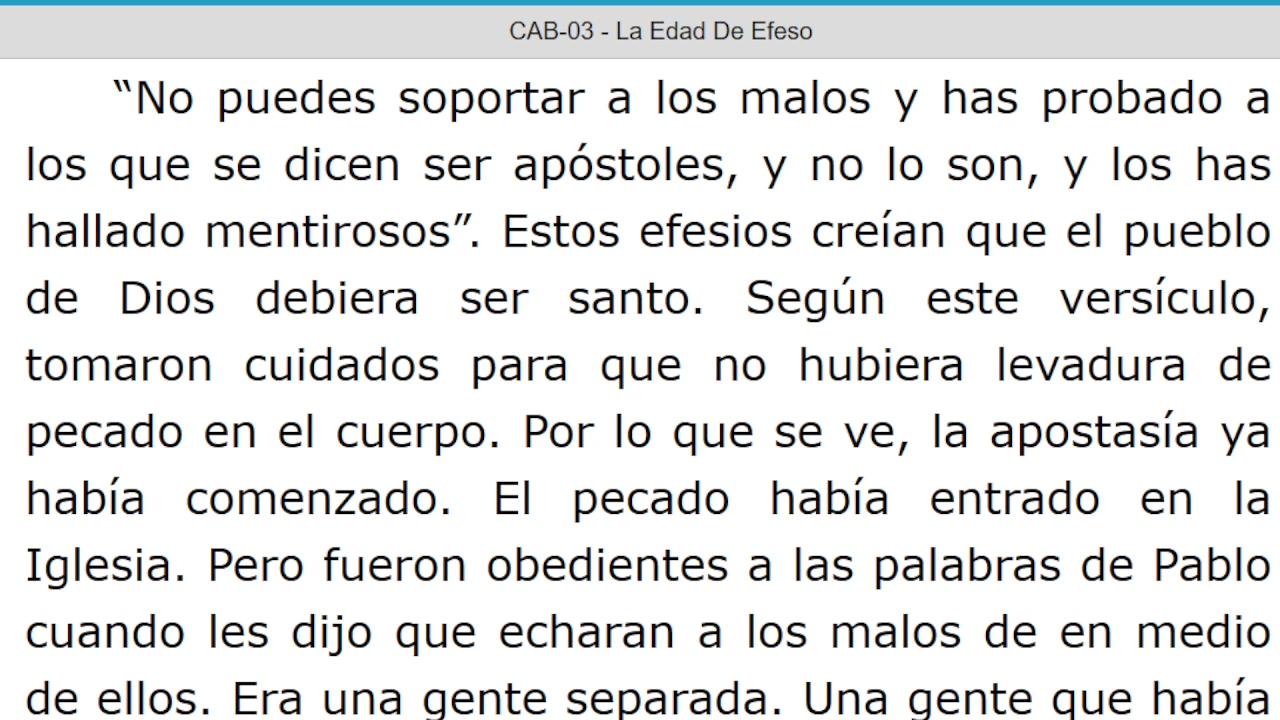 CAB-03 - La Edad De Efeso
“No puedes soportar a los malos y has probado a
los que se dicen ser apóstoles, y no lo son, y los has
hallado mentirosos”. Estos efesios creían que el pueblo
de Dios debiera ser santo. Según este versículo,
tomaron cuidados para que no hubiera levadura de
pecado en el cuerpo. Por lo que se ve, la apostasía ya
había comenzado. El pecado había entrado en la
Iglesia. Pero fueron obedientes a las palabras de Pablo
cuando les dijo que echaran a los malos de en medio
de ellos. Era una gente separada. Una gente que había